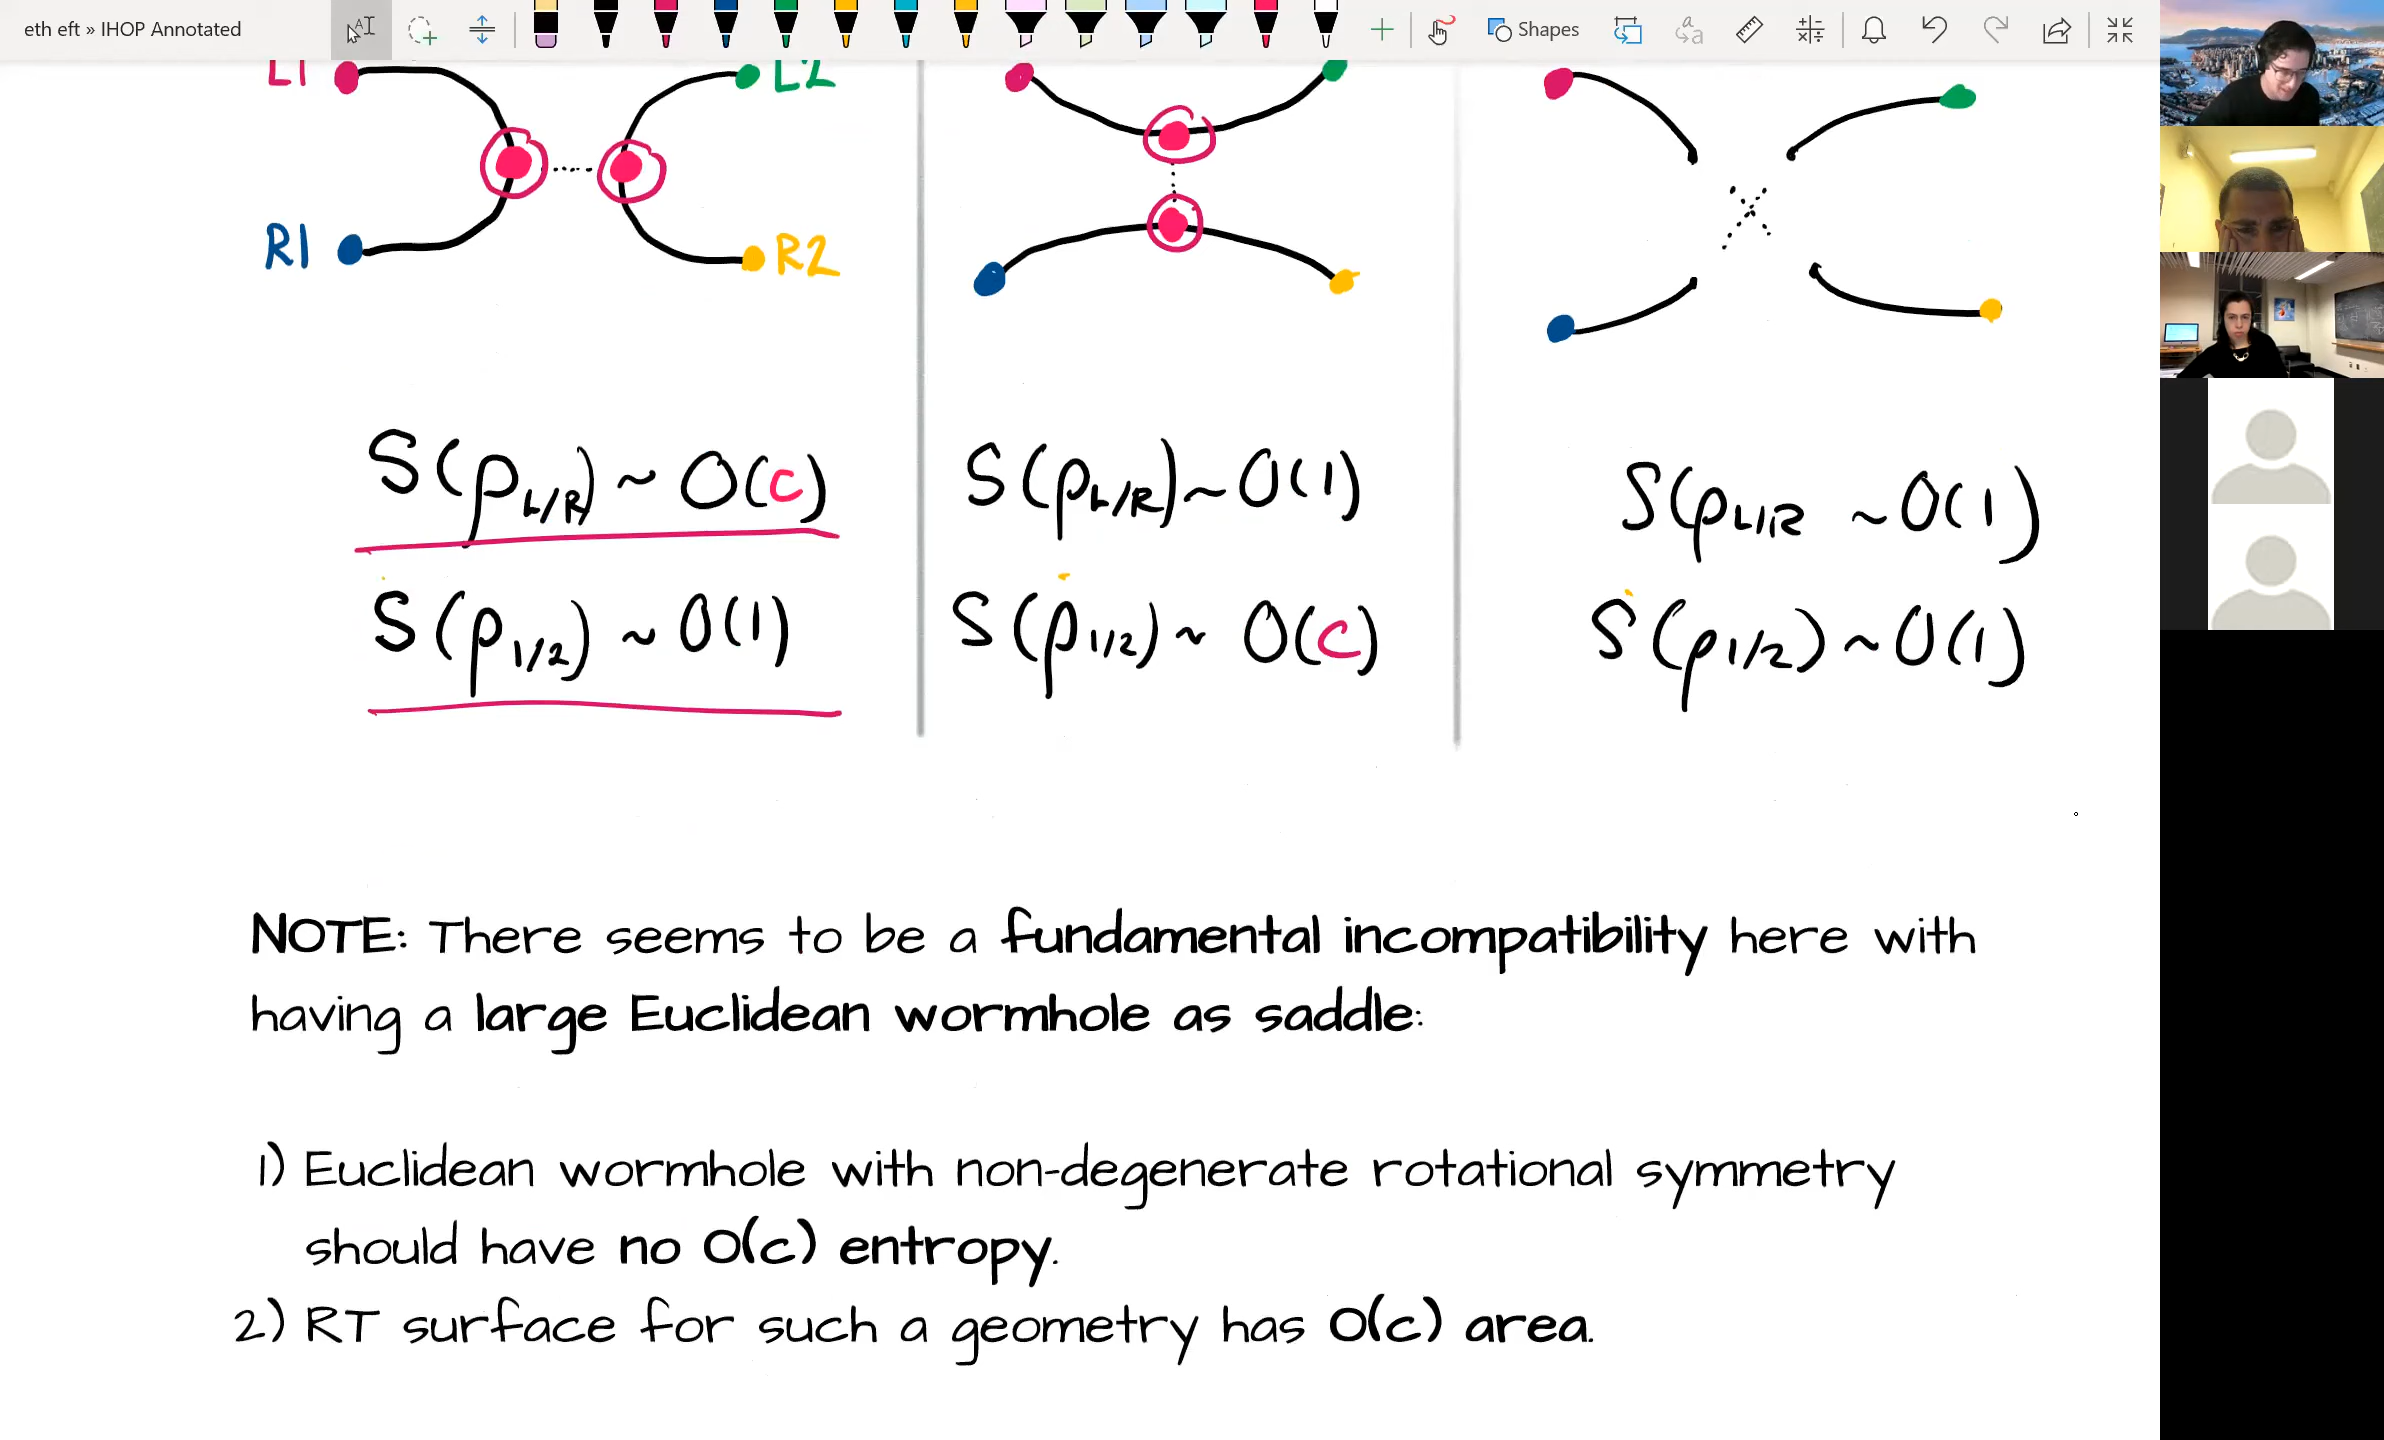 eth eft » IHOP Annotated
Shapes
L1 L2
R1 R2
S(ρL/R) ~ O(c) S(ρL/R) ~ O(1) S(ρL/R ~ O(1)
S(ρ1/2) ~ O(1) S(ρ1/2) ~ O(c) S(ρ1/2) ~ O(1)
NOTE: There seems to be a fundamental incompatibility here with
having a large Euclidean wormhole as saddle:
1) Euclidean wormhole with non-degenerate rotational symmetry
should have no O(c) entropy.
2) RT surface for such a geometry has O(c) area.